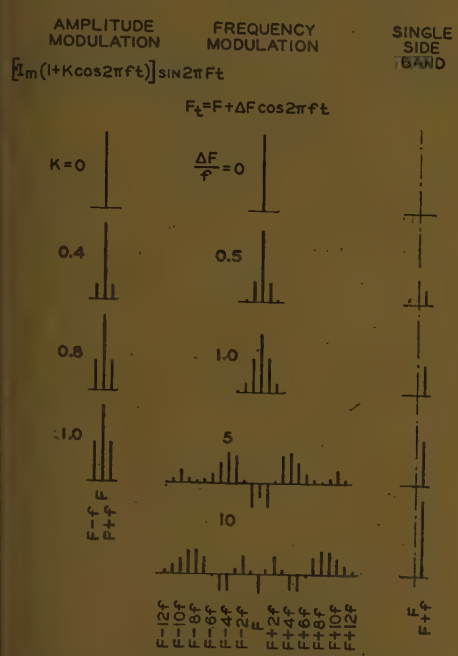 AMPLITUDE MODULATION
[Im(1+Kcos2πft)]sin2πFt
FREQUENCY MODULATION
Ft=F+ΔFcos2πft
SINGLE SIDE BAND
K=0
0.4
0.8
1.0
F-f
F
F+f
ΔF/f=0
0.5
1.0
5
10
F-12f
F-10f
F-8f
F-6f
F-4f
F-2f
F
F+2f
F+4f
F+6f
F+8f
F+10f
F+12f
F
F+f